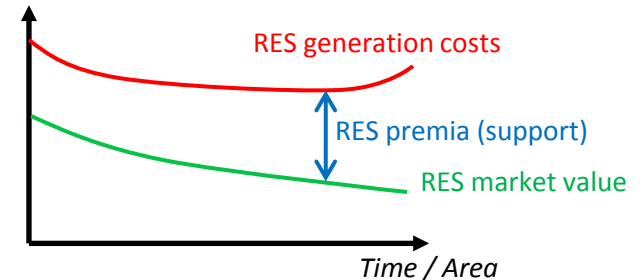 RES generation costs
RES premia (support)
RES market value
Time / Area